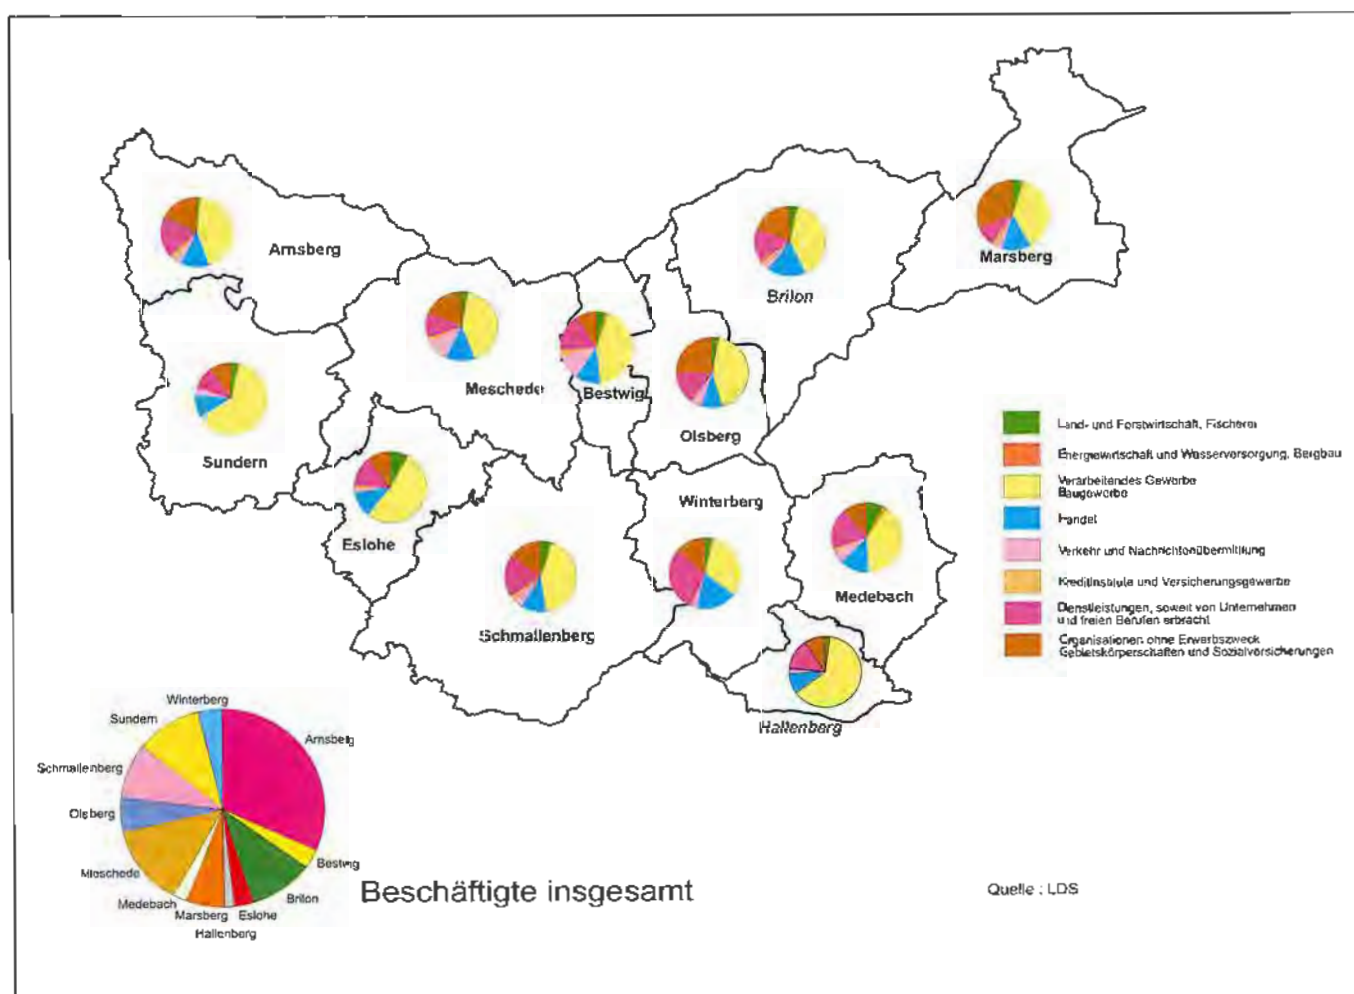 Arnsberg
Marsberg
Brilon
Meschede
Bestwig
Olsberg
Sundern
Eslohe
Winterberg
Schmallenberg
Medebach
Hallenberg
Land- und Forstwirtschaft, Fischerei
Energiewirtschaft und Wasserversorgung, Bergbau
Verarbeitendes Gewerbe
Baugewerbe
Handel
Verkehr und Nachrichtenübermittlung
Kreditinstitute und Versicherungsgewerbe
Dienstleistungen, soweit von Unternehmen
und freien Berufen erbracht
Organisationen ohne Erwerbszweck
Gebietskörperschaften und Sozialversicherungen
Winterberg
Sundern
Arnsberg
Schmallenberg
Olsberg
Meschede
Bestwig
Brilon
Medebach
Marsberg
Eslohe
Hallenberg
Beschäftigte insgesamt
Quelle : LDS